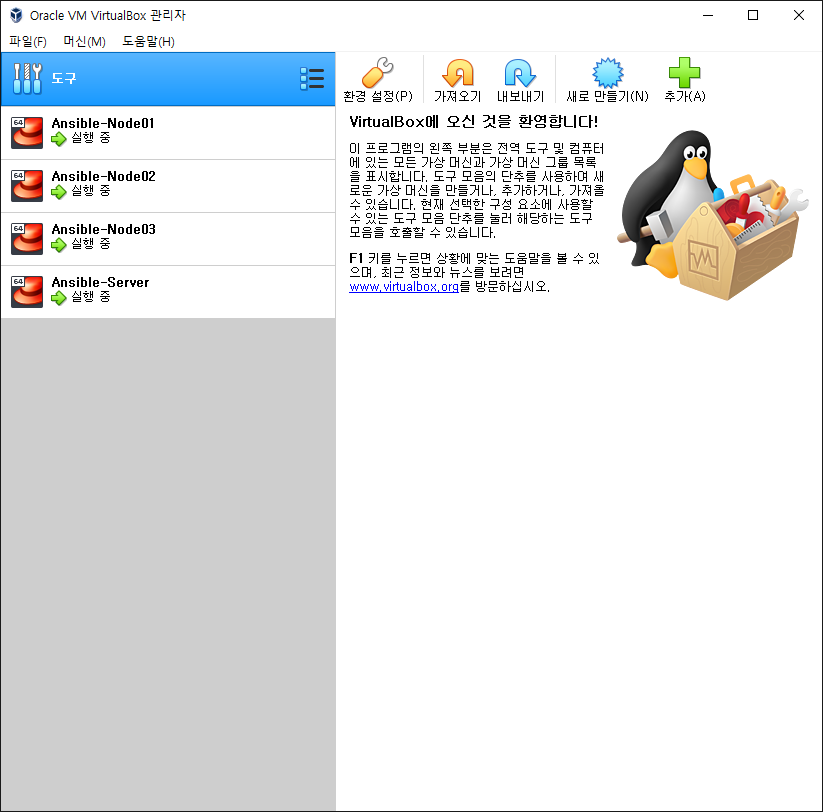 Oracle VM VirtualBox 관리자
파일(F) 머신(M) 도움말(H)
도구
64
Ansible-Node01
실행 중
64
Ansible-Node02
실행 중
64
Ansible-Node03
실행 중
64
Ansible-Server
실행 중
환경 설정(P) 가져오기 내보내기 새로 만들기(N) 추가(A)
VirtualBox에 오신 것을 환영합니다!
이 프로그램의 왼쪽 부분은 전역 도구 및 컴퓨터
에 있는 모든 가상 머신과 가상 머신 그룹 목록
을 표시합니다. 도구 모음의 단추를 사용하여 새
로운 가상 머신을 만들거나, 추가하거나, 가져올
수 있습니다. 현재 선택한 구성 요소에 사용할
수 있는 도구 모음 단추를 눌러 해당하는 도구
모음을 호출할 수 있습니다.
F1 키를 누르면 상황에 맞는 도움말을 볼 수 있
으며, 최근 정보와 뉴스를 보려면
www.virtualbox.org를 방문하십시오.